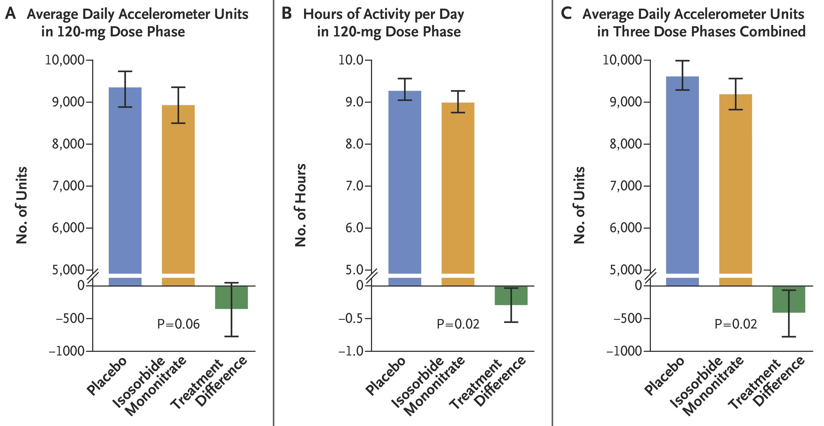 A Average Daily Accelerometer Units
in 120-mg Dose Phase
No. of Units
10,000
9,000
8,000
7,000
6,000
5,000
0
−500
−1000
P=0.06
Placebo
Isosorbide
Mononitrate
Treatment
Difference
B Hours of Activity per Day
in 120-mg Dose Phase
No. of Hours
10.0
9.0
8.0
7.0
6.0
5.0
0
−0.5
−1.0
P=0.02
Placebo
Isosorbide
Mononitrate
Treatment
Difference
C Average Daily Accelerometer Units
in Three Dose Phases Combined
No. of Units
10,000
9,000
8,000
7,000
6,000
5,000
0
−500
−1000
P=0.02
Placebo
Isosorbide
Mononitrate
Treatment
Difference